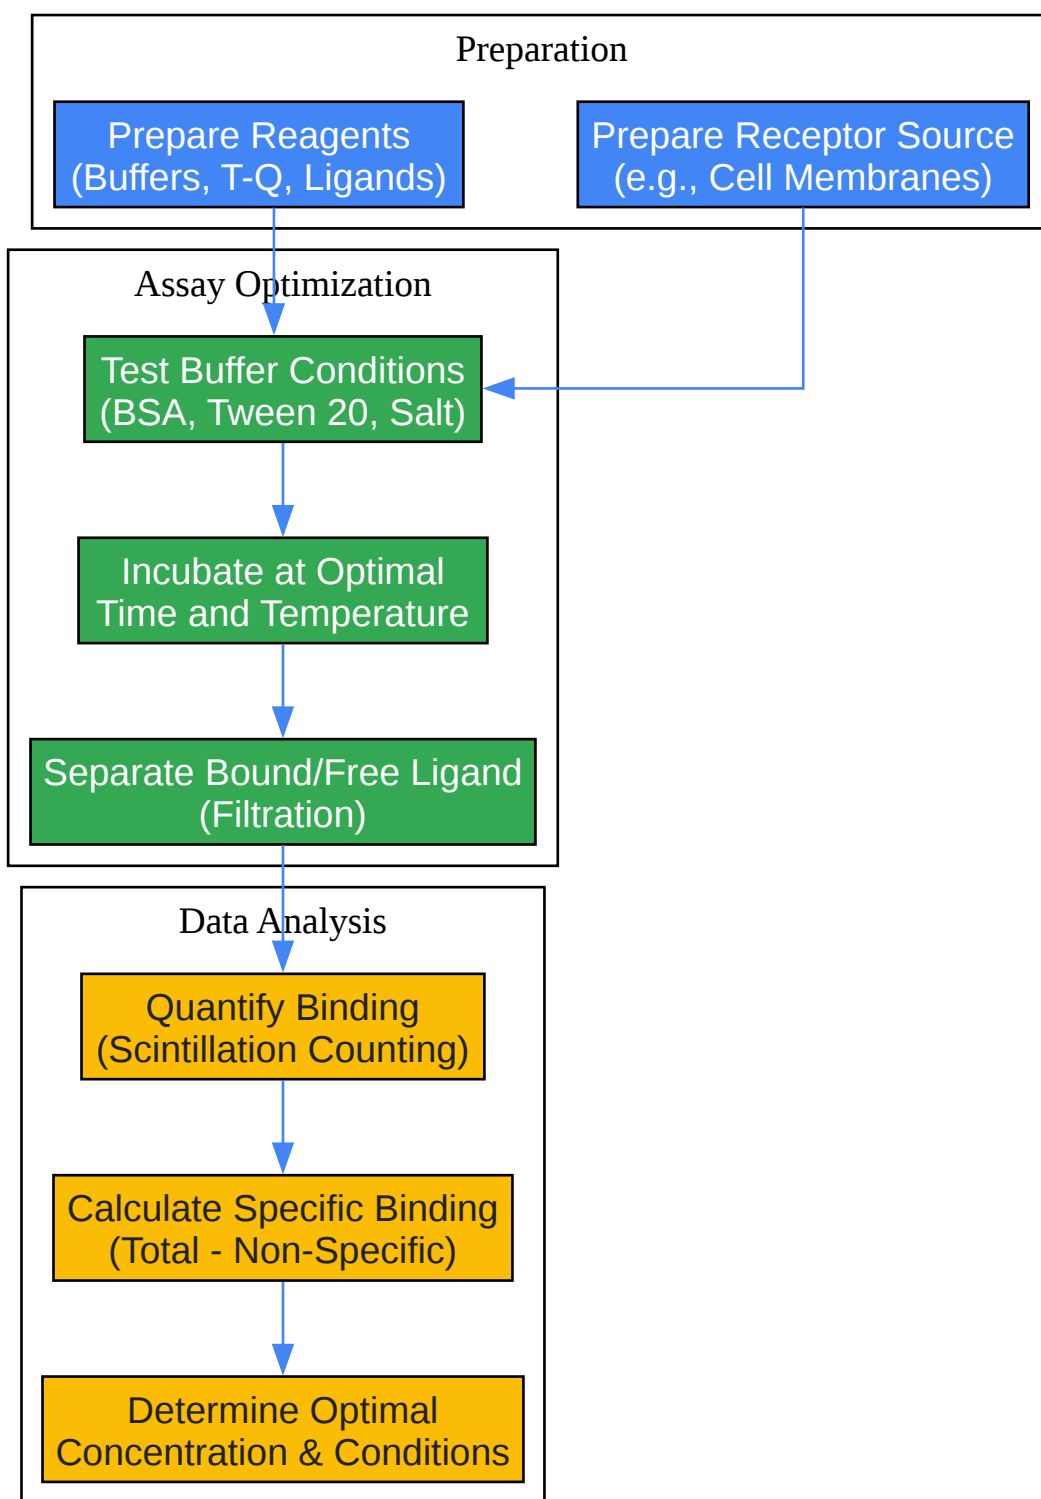 Preparation
Prepare Reagents
(Buffers, T-Q, Ligands)
Prepare Receptor Source
(e.g., Cell Membranes)
Assay Optimization
Test Buffer Conditions
(BSA, Tween 20, Salt)
Incubate at Optimal
Time and Temperature
Separate Bound/Free Ligand
(Filtration)
Data Analysis
Quantify Binding
(Scintillation Counting)
Calculate Specific Binding
(Total - Non-Specific)
Determine Optimal
Concentration & Conditions